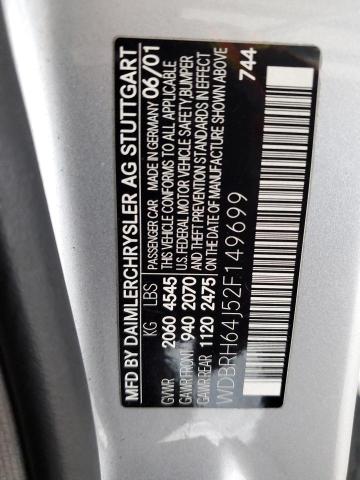 MFD BY DAIMLERCHRYSLER AG STUTTGART
PASSENGER CAR MADE IN GERMANY 06/01
KG / LBS THIS VEHICLE CONFORMS TO ALL APPLICABLE
GVWR 2060 4545 U.S. FEDERAL MOTOR VEHICLE SAFETY, BUMPER
GAWR FRONT 940 2070 AND THEFT PREVENTION STANDARDS IN EFFECT
GAWR REAR 1120 2475 ON THE DATE OF MANUFACTURE SHOWN ABOVE
WDBRH64J52F149699
744